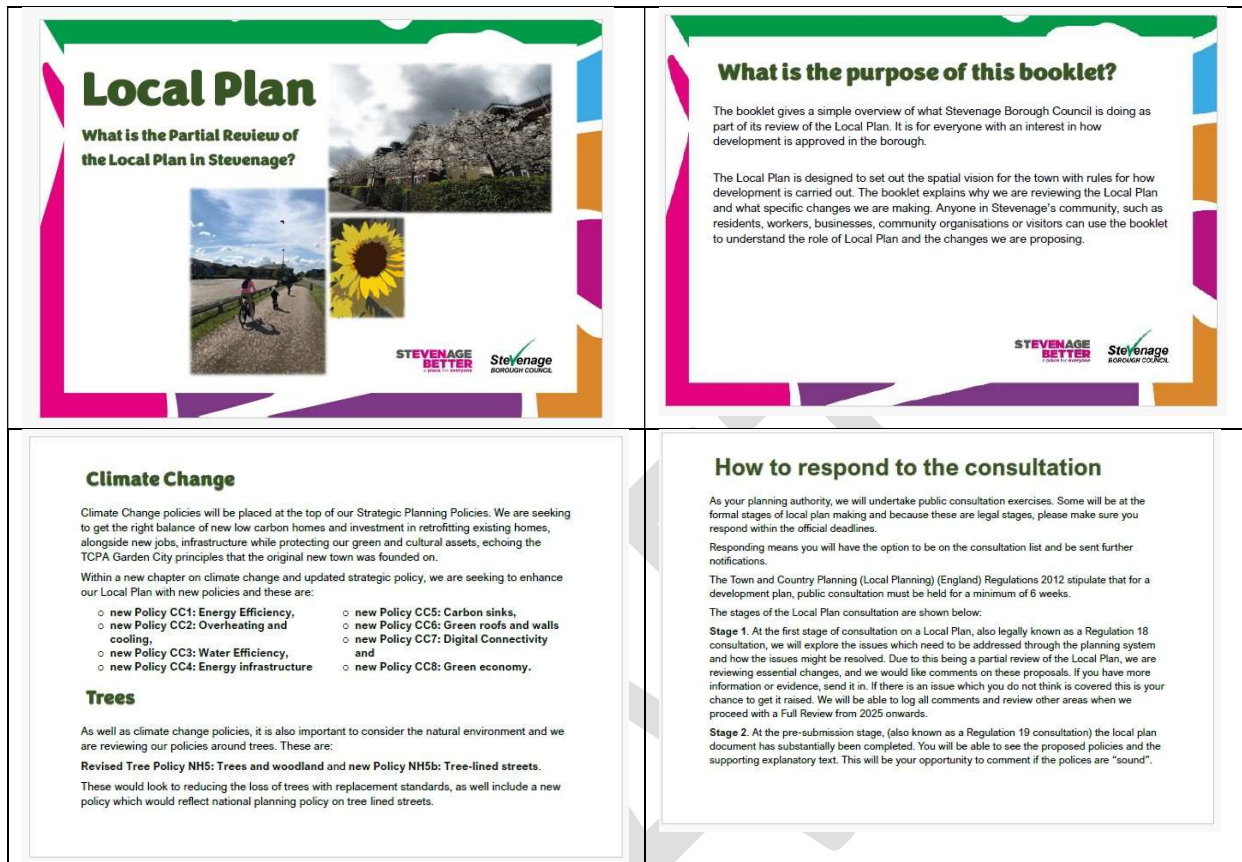 Local Plan
What is the Partial Review of
the Local Plan in Stevenage?
STEVENAGE
BETTER
a place for everyone
Stevenage
BOROUGH COUNCIL
What is the purpose of this booklet?
The booklet gives a simple overview of what Stevenage Borough Council is doing as
part of its review of the Local Plan. It is for everyone with an interest in how
development is approved in the borough.
The Local Plan is designed to set out the spatial vision for the town with rules for how
development is carried out. The booklet explains why we are reviewing the Local Plan
and what specific changes we are making. Anyone in Stevenage's community, such as
residents, workers, businesses, community organisations or visitors can use the booklet
to understand the role of Local Plan and the changes we are proposing.
STEVENAGE
BETTER
a place for everyone
Stevenage
BOROUGH COUNCIL
Climate Change
Climate Change policies will be placed at the top of our Strategic Planning Policies. We are seeking
to get the right balance of new low carbon homes and investment in retrofitting existing homes,
alongside new jobs, infrastructure while protecting our green and cultural assets, echoing the
TCPA Garden City principles that the original new town was founded on.
Within a new chapter on climate change and updated strategic policy, we are seeking to enhance
our Local Plan with new policies and these are:
o new Policy CC1: Energy Efficiency,
o new Policy CC2: Overheating and
cooling,
o new Policy CC3: Water Efficiency,
o new Policy CC4: Energy infrastructure
o new Policy CC5: Carbon sinks,
o new Policy CC6: Green roofs and walls
o new Policy CC7: Digital Connectivity
and
o new Policy CC8: Green economy.
Trees
As well as climate change policies, it is also important to consider the natural environment and we
are reviewing our policies around trees. These are:
Revised Tree Policy NH5: Trees and woodland and new Policy NH5b: Tree-lined streets.
These would look to reducing the loss of trees with replacement standards, as well include a new
policy which would reflect national planning policy on tree lined streets.
How to respond to the consultation
As your planning authority, we will undertake public consultation exercises. Some will be at the
formal stages of local plan making and because these are legal stages, please make sure you
respond within the official deadlines.
Responding means you will have the option to be on the consultation list and be sent further
notifications.
The Town and Country Planning (Local Planning) (England) Regulations 2012 stipulate that for a
development plan, public consultation must be held for a minimum of 6 weeks.
The stages of the Local Plan consultation are shown below:
Stage 1. At the first stage of consultation on a Local Plan, also legally known as a Regulation 18
consultation, we will explore the issues which need to be addressed through the planning system
and how the issues might be resolved. Due to this being a partial review of the Local Plan, we are
reviewing essential changes, and we would like comments on these proposals. If you have more
information or evidence, send it in. If there is an issue which you do not think is covered this is your
chance to get it raised. We will be able to log all comments and review other areas when we
proceed with a Full Review from 2025 onwards.
Stage 2. At the pre-submission stage, (also known as a Regulation 19 consultation) the local plan
document has substantially been completed. You will be able to see the proposed policies and the
supporting explanatory text. This will be your opportunity to comment if the polices are "sound".